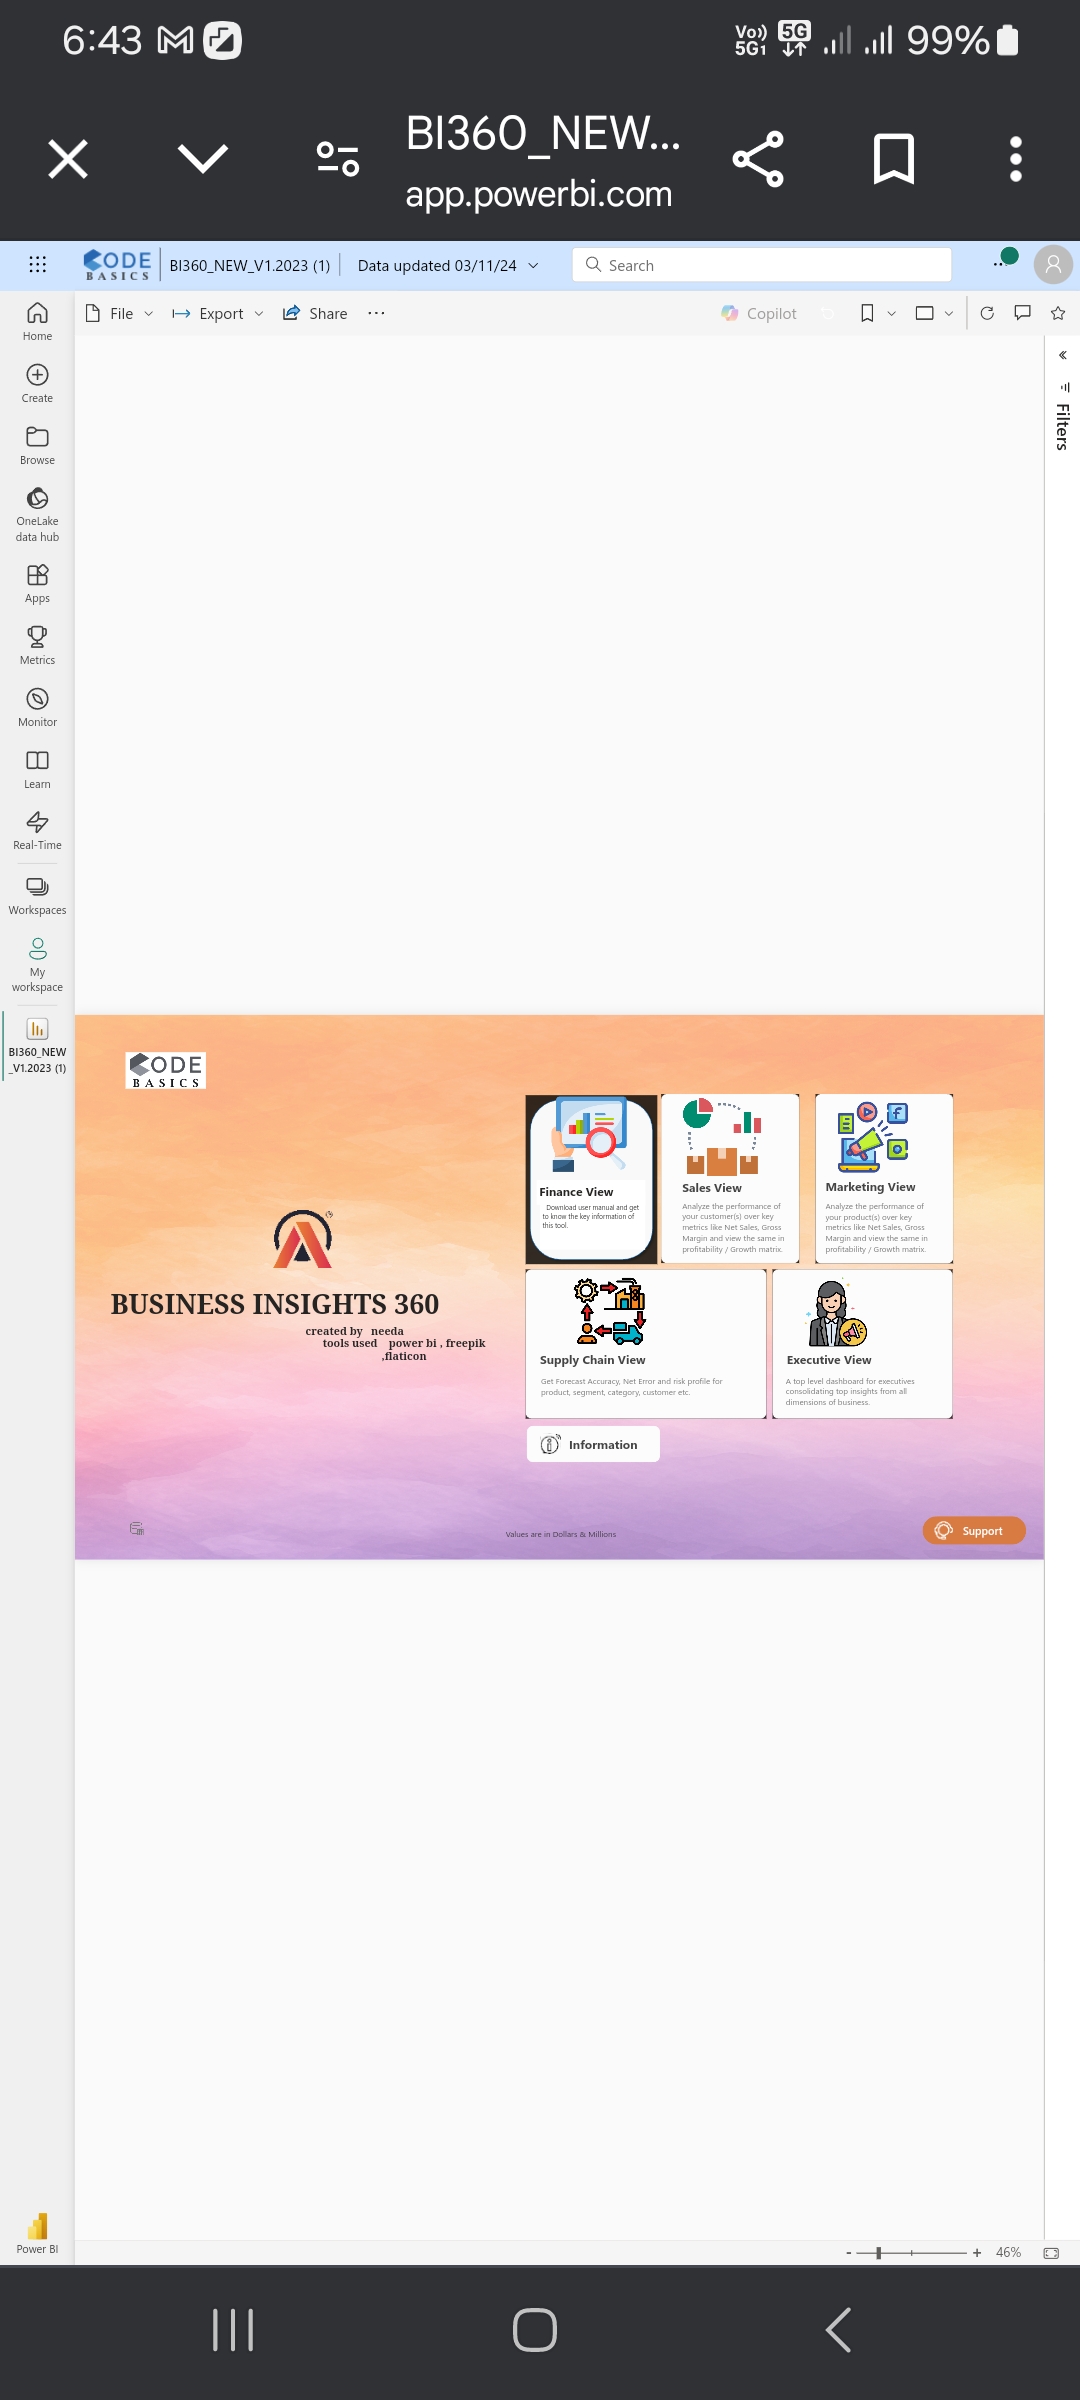 6:43
Vo)) 5G1 5G 99%
BI360_NEW...
app.powerbi.com
CODE BASICS BI360_NEW_V1.2023 (1) Data updated 03/11/24 Search
File Export Share Copilot
Home
Create
Browse
OneLake
data hub
Apps
Metrics
Monitor
Learn
Real-Time
Workspaces
My
workspace
BI360_NEW
_V1.2023 (1)
Power BI
Filters
CODE
BASICS
BUSINESS INSIGHTS 360
created by needa
tools used power bi , freepik
,flaticon
Finance View
Download user manual and get
to know the key information of
this tool.
Sales View
Analyze the performance of
your customer(s) over key
metrics like Net Sales, Gross
Margin and view the same in
profitability / Growth matrix.
Marketing View
Analyze the performance of
your product(s) over key
metrics like Net Sales, Gross
Margin and view the same in
profitability / Growth matrix.
Supply Chain View
Get Forecast Accuracy, Net Error and risk profile for
product, segment, category, customer etc.
Executive View
A top level dashboard for executives
consolidating top insights from all
dimensions of business.
Information
Values are in Dollars & Millions
Support
- + 46%